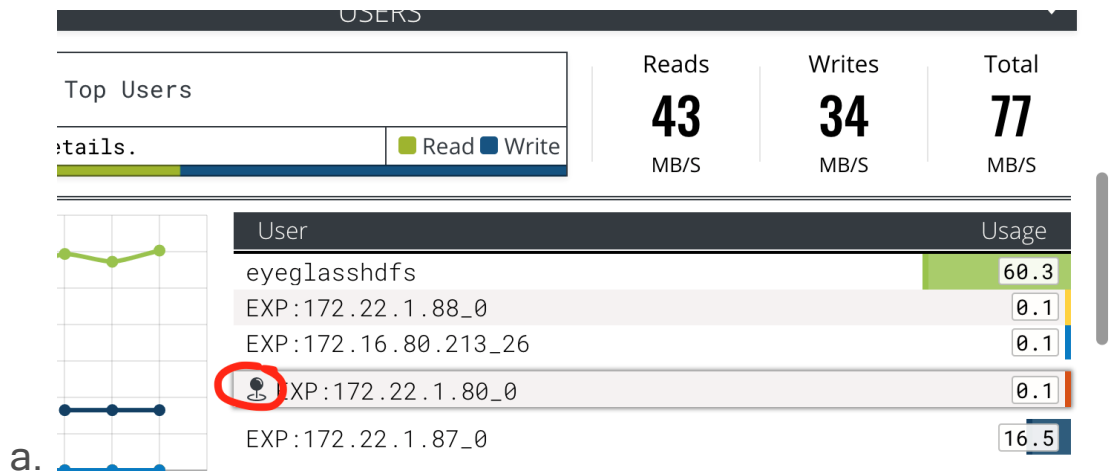 USERS
Top Users
Reads
Writes
Total
43
34
77
MB/S
MB/S
MB/S
etails.
Read
Write
User
Usage
eyeglasshdfs
60.3
EXP:172.22.1.88_0
0.1
EXP:172.16.80.213_26
0.1
EXP:172.22.1.80_0
0.1
EXP:172.22.1.87_0
16.5
a.